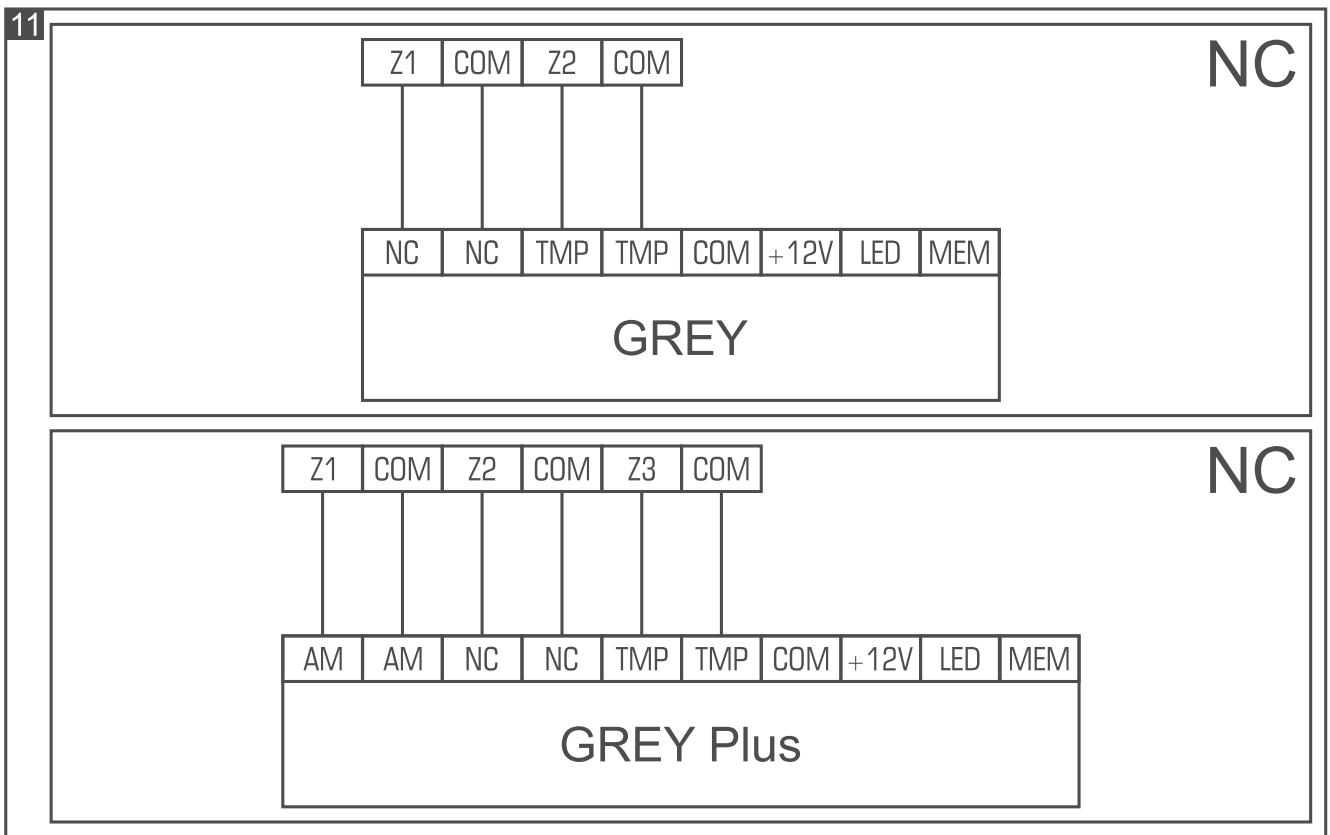 11
NC
Z1 COM Z2 COM
NC NC TMP TMP COM +12V LED MEM
GREY
NC
Z1 COM Z2 COM Z3 COM
AM AM NC NC TMP TMP COM +12V LED MEM
GREY Plus